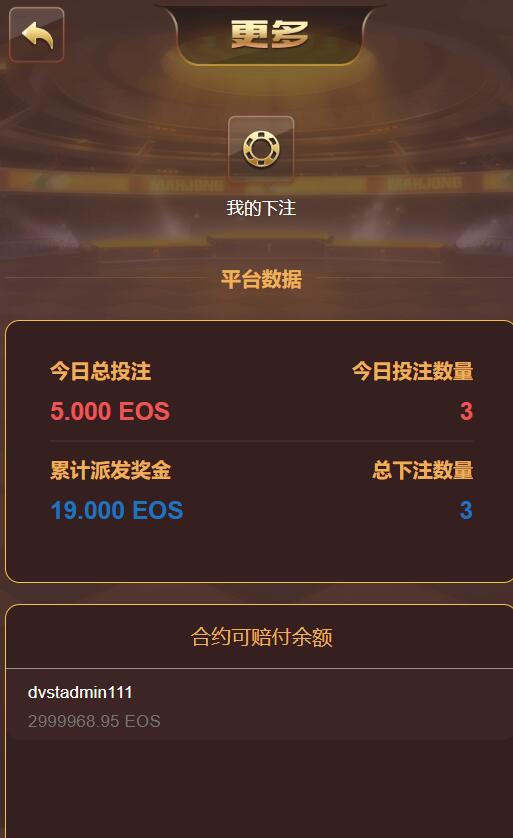 更多
MAHJONG
MAHJONG
我的下注
平台数据
今日总投注 今日投注数量
5.000 EOS 3
累计派发奖金 总下注数量
19.000 EOS 3
合约可赔付余额
dvstadmin111
2999968.95 EOS